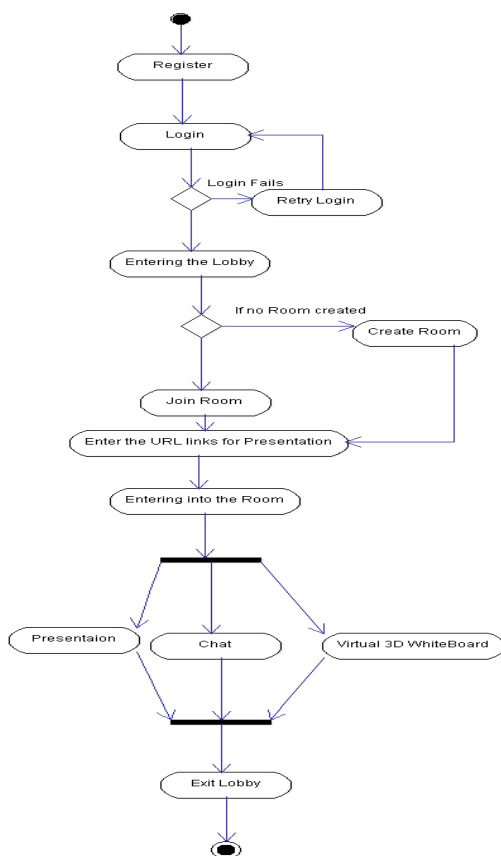 Register
Login
Login Fails
Retry Login
Entering the Lobby
If no Room created
Create Room
Join Room
Enter the URL links for Presentation
Entering into the Room
Presentaion
Chat
Virtual 3D WhiteBoard
Exit Lobby